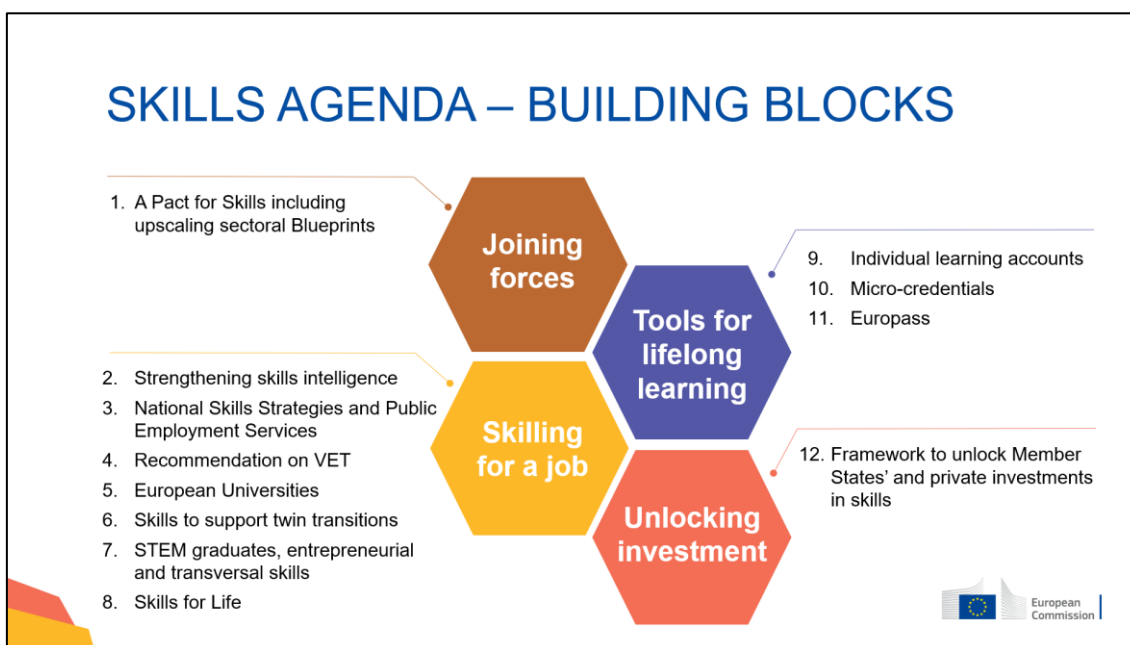 SKILLS AGENDA – BUILDING BLOCKS
1. A Pact for Skills including
upscaling sectoral Blueprints
Joining
forces
2. Strengthening skills intelligence
3. National Skills Strategies and Public
Employment Services
4. Recommendation on VET
5. European Universities
6. Skills to support twin transitions
7. STEM graduates, entrepreneurial
and transversal skills
8. Skills for Life
Skilling
for a job
Tools for
lifelong
learning
9. Individual learning accounts
10. Micro-credentials
11. Europass
Unlocking
investment
12. Framework to unlock Member
States’ and private investments
in skills
European
Commission